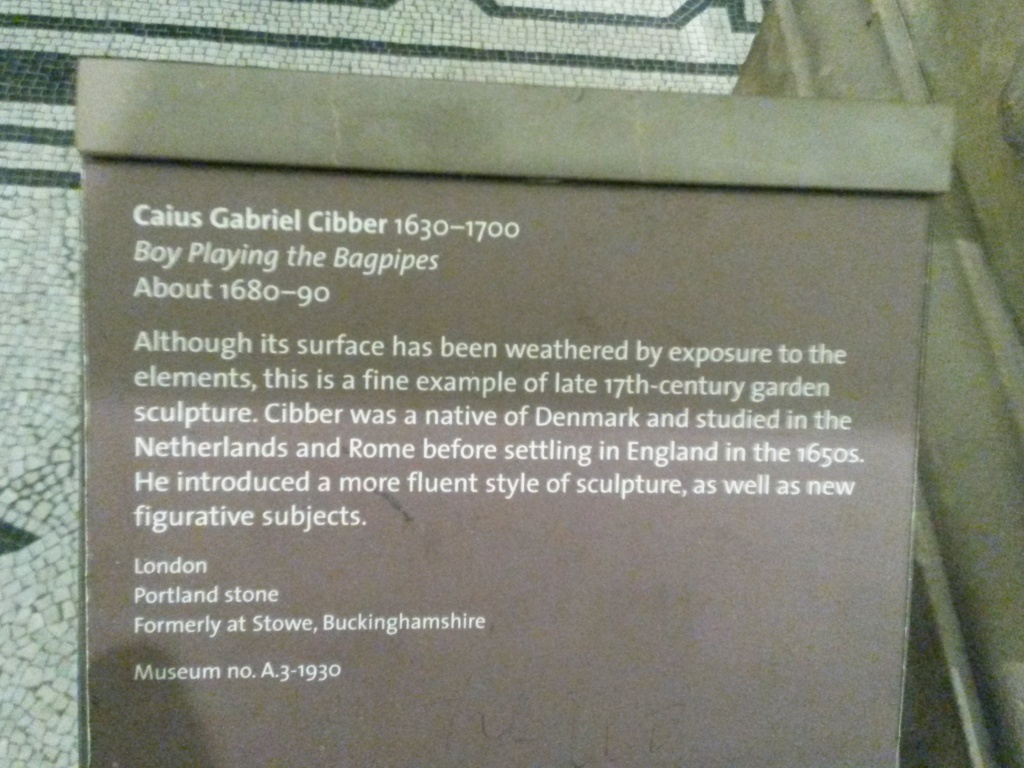 Caius Gabriel Cibber 1630–1700
Boy Playing the Bagpipes
About 1680–90
Although its surface has been weathered by exposure to the
elements, this is a fine example of late 17th-century garden
sculpture. Cibber was a native of Denmark and studied in the
Netherlands and Rome before settling in England in the 1650s.
He introduced a more fluent style of sculpture, as well as new
figurative subjects.
London
Portland stone
Formerly at Stowe, Buckinghamshire
Museum no. A.3-1930